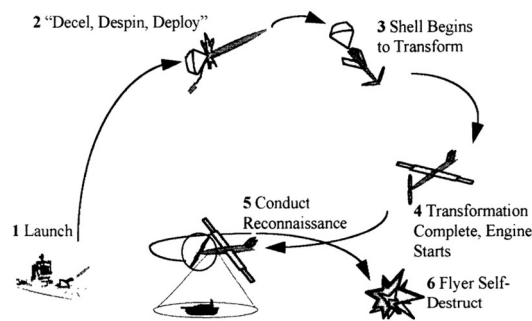 2 “Decel, Despin, Deploy”
3 Shell Begins
to Transform
5 Conduct
Reconnaissance
4 Transformation
Complete, Engine
Starts
1 Launch
6 Flyer Self-
Destruct